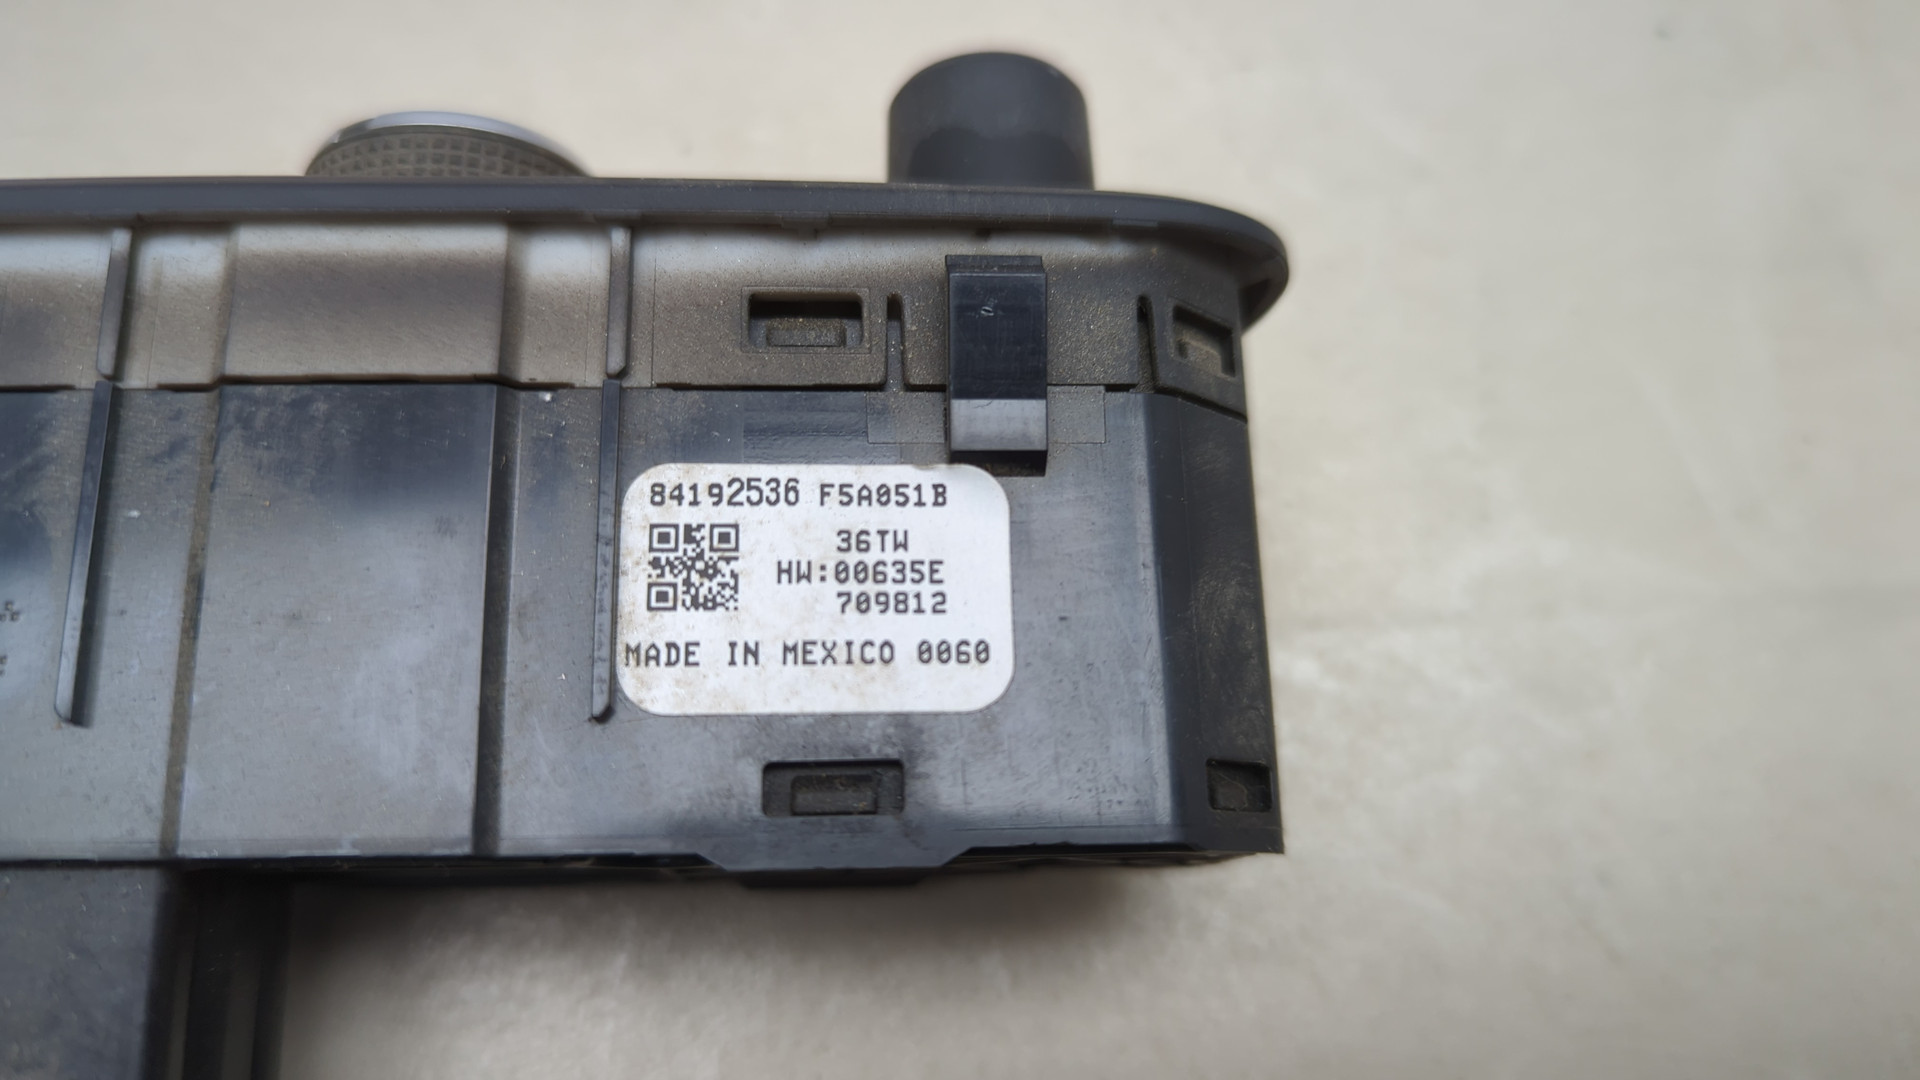 84192536 F5A051B
36TW
HW:00635E
709812
MADE IN MEXICO 0060